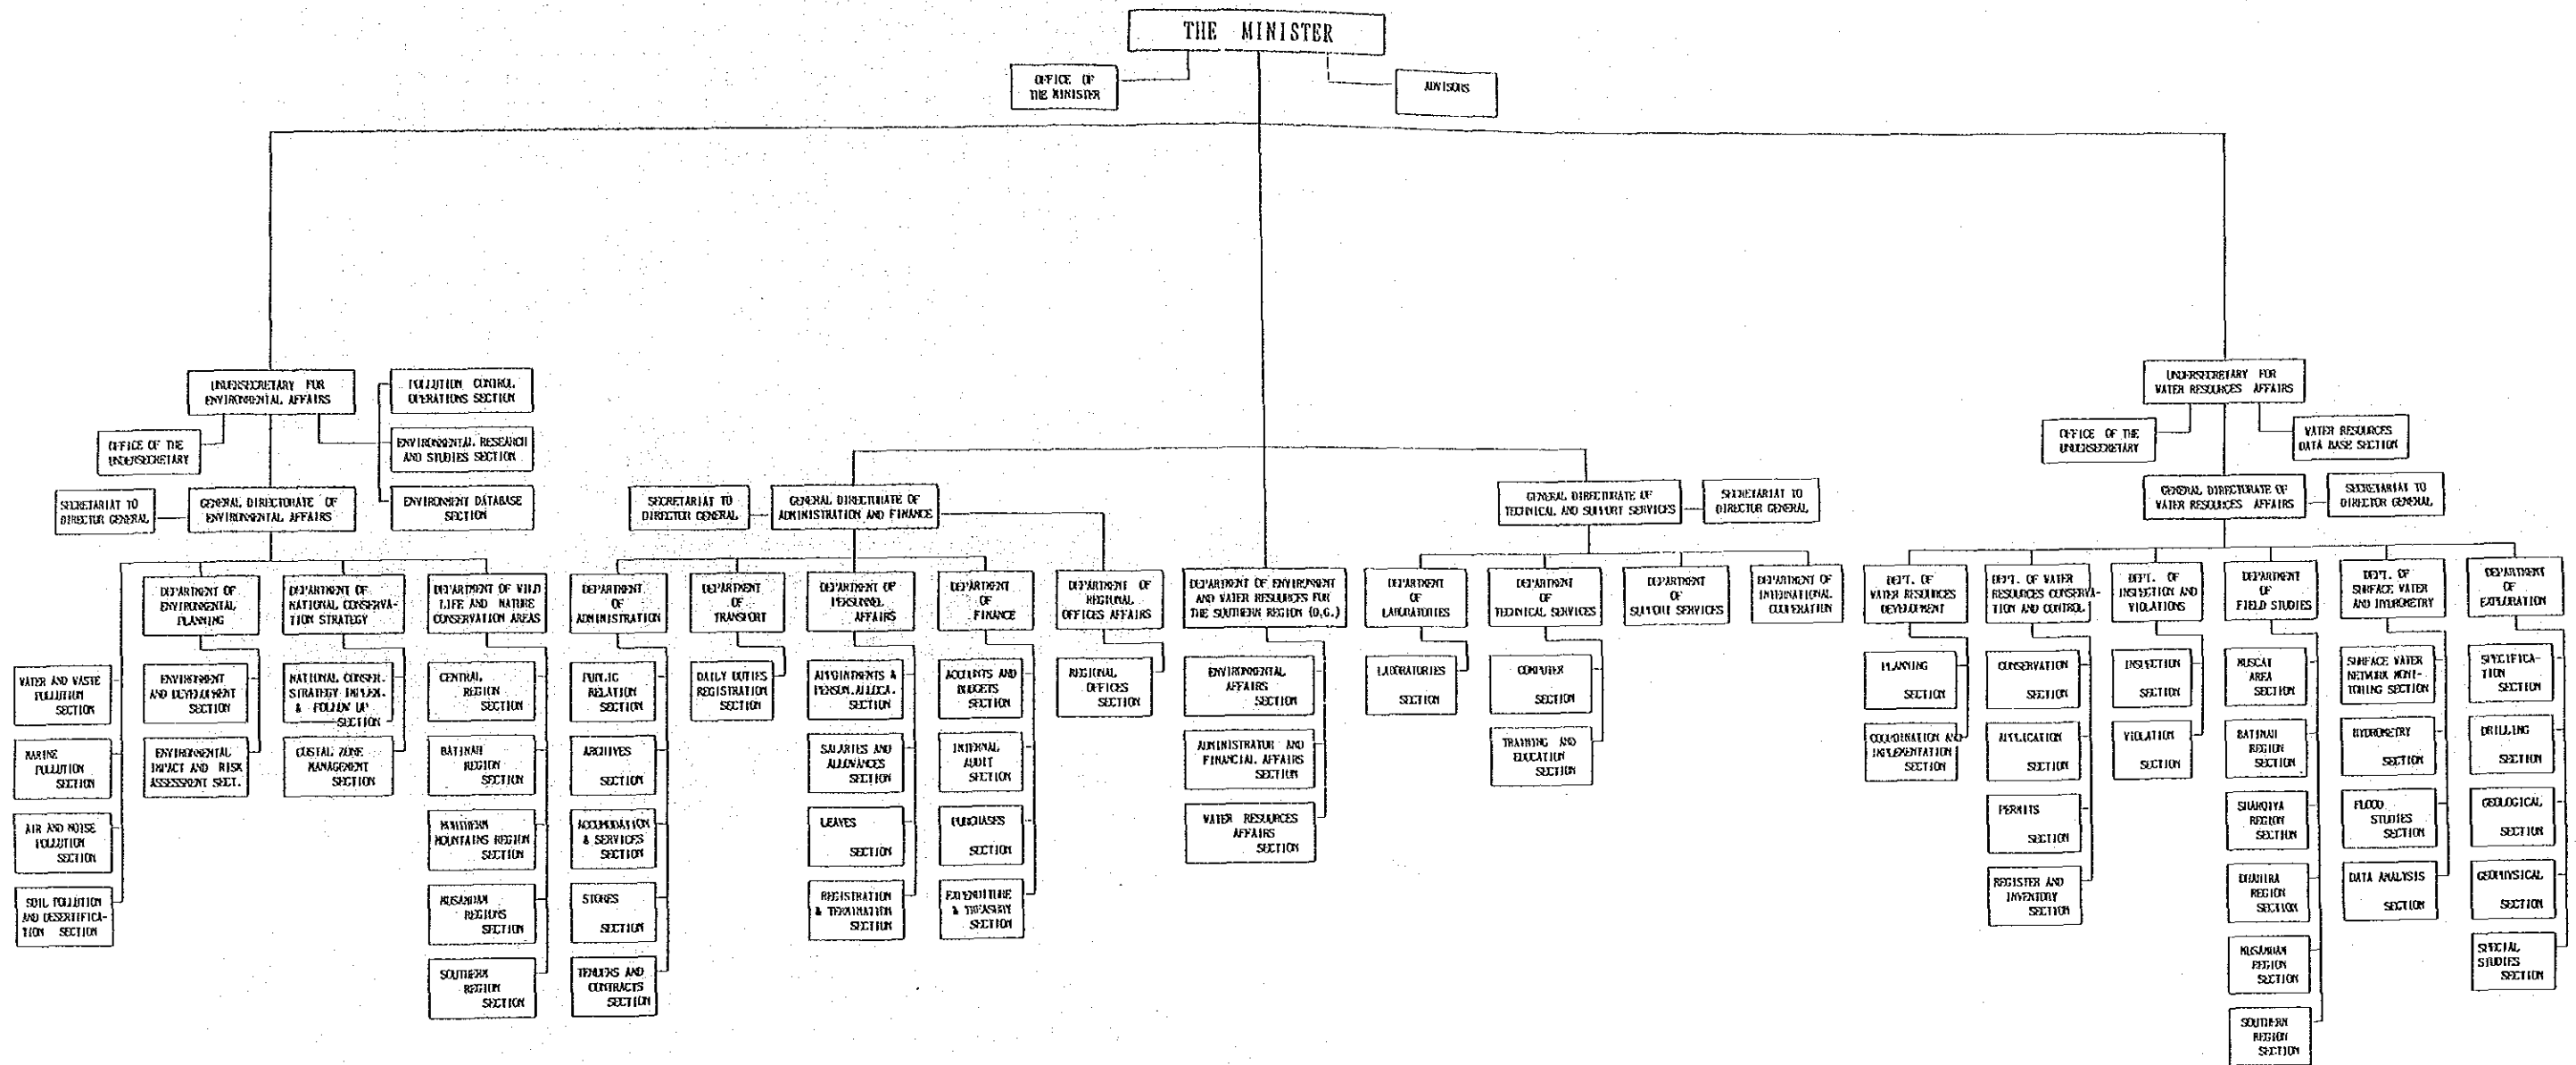 THE MINISTER
OFFICE OF
THE MINISTER
ADVISORS
UNDERSECRETARY FOR
ENVIRONMENTAL AFFAIRS
POLLUTION CONTROL
OPERATIONS SECTION
OFFICE OF THE
UNDERSECRETARY
ENVIRONMENTAL RESEARCH
AND STUDIES SECTION
SECRETARIAT TO
DIRECTOR GENERAL
GENERAL DIRECTORATE OF
ENVIRONMENTAL AFFAIRS
ENVIRONMENT DATABASE
SECTION
UNDERSECRETARY FOR
WATER RESOURCES AFFAIRS
OFFICE OF THE
UNDERSECRETARY
WATER RESOURCES
DATA BASE SECTION
SECRETARIAT TO
DIRECTOR GENERAL
GENERAL DIRECTORATE OF
ADMINISTRATION AND FINANCE
GENERAL DIRECTORATE OF
TECHNICAL AND SUPPORT SERVICES
SECRETARIAT TO
DIRECTOR GENERAL
GENERAL DIRECTORATE OF
WATER RESOURCES AFFAIRS
SECRETARIAT TO
DIRECTOR GENERAL
WATER AND WASTE
POLLUTION
SECTION
MARINE
POLLUTION
SECTION
AIR AND NOISE
POLLUTION
SECTION
SOIL POLLUTION
AND DESERTIFICA-
TION SECTION
DEPARTMENT OF
ENVIRONMENTAL
PLANNING
ENVIRONMENT
AND DEVELOPMENT
SECTION
ENVIRONMENTAL
IMPACT AND RISK
ASSESSMENT SECT.
DEPARTMENT OF
NATIONAL CONSERVA-
TION STRATEGY
NATIONAL CONSER.
STRATEGY IMPLEM.
& FOLLOW UP
SECTION
COSTAL ZONE
MANAGEMENT
SECTION
DEPARTMENT OF WILD
LIFE AND NATURE
CONSERVATION AREAS
CENTRAL
REGION
SECTION
BATINAH
REGION
SECTION
NORTHERN
MOUNTAINS REGION
SECTION
MUSANDAM
REGIONS
SECTION
SOUTHERN
REGION
SECTION
DEPARTMENT
OF
ADMINISTRATION
PUBLIC
RELATION
SECTION
ARCHIVES
SECTION
ACCOMODATION
& SERVICES
SECTION
STORES
SECTION
TENDERS AND
CONTRACTS
SECTION
DEPARTMENT
OF
TRANSPORT
DAILY DUTIES
REGISTRATION
SECTION
DEPARTMENT OF
PERSONNEL
AFFAIRS
APPOINTMENTS &
PERSON.ALLOCA.
SECTION
SALARIES AND
ALLOWANCES
SECTION
LEAVES
SECTION
REGISTRATION
& TERMINATION
SECTION
DEPARTMENT
OF
FINANCE
ACCOUNTS AND
BUDGETS
SECTION
INTERNAL
AUDIT
SECTION
PURCHASES
SECTION
EXPENDITURE
& TREASURY
SECTION
DEPARTMENT OF
REGIONAL
OFFICES AFFAIRS
REGIONAL
OFFICES
SECTION
DEPARTMENT OF ENVIRONMENT
AND WATER RESOURCES FOR
THE SOUTHERN REGION (D.G.)
ENVIRONMENTAL
AFFAIRS
SECTION
ADMINISTRATOR AND
FINANCIAL AFFAIRS
SECTION
WATER RESOURCES
AFFAIRS
SECTION
DEPARTMENT
OF
LABORATORIES
LABORATORIES
SECTION
DEPARTMENT
OF
TECHNICAL SERVICES
COMPUTER
SECTION
TRAINING AND
EDUCATION
SECTION
DEPARTMENT
OF
SUPPORT SERVICES
DEPARTMENT OF
INTERNATIONAL
COOPERATION
DEPT. OF
WATER RESOURCES
DEVELOPMENT
PLANNING
SECTION
COORDINATION AND
IMPLEMENTATION
SECTION
DEPT. OF WATER
RESOURCES CONSERVA-
TION AND CONTROL
CONSERVATION
SECTION
APPLICATION
SECTION
PERMITS
SECTION
REGISTER AND
INVENTORY
SECTION
DEPT. OF
INSPECTION AND
VIOLATIONS
INSPECTION
SECTION
VIOLATION
SECTION
DEPARTMENT
OF
FIELD STUDIES
MUSCAT
AREA
SECTION
BATINAH
REGION
SECTION
SHARQIYA
REGION
SECTION
DHAHIRA
REGION
SECTION
MUSANDAM
REGION
SECTION
SOUTHERN
REGION
SECTION
DEPT. OF
SURFACE WATER
AND HYDROMETRY
SURFACE WATER
NETWORK MONI-
TORING SECTION
HYDROMETRY
SECTION
FLOOD
STUDIES
SECTION
DATA ANALYSIS
SECTION
DEPARTMENT
OF
EXPLORATION
SPECIFICA-
TION
SECTION
DRILLING
SECTION
GEOLOGICAL
SECTION
GEOPHYSICAL
SECTION
SPECIAL
STUDIES
SECTION